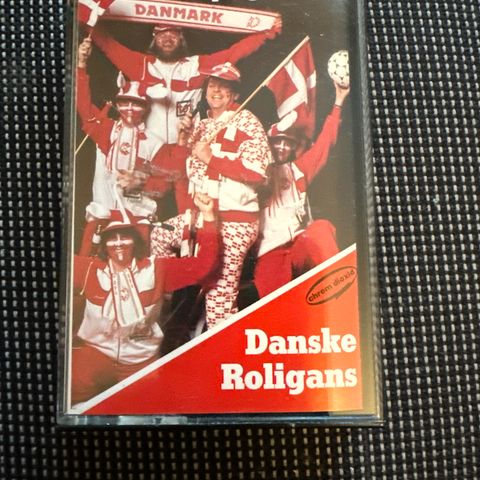 DANMARK
chrom dioxid
Danske
Roligans